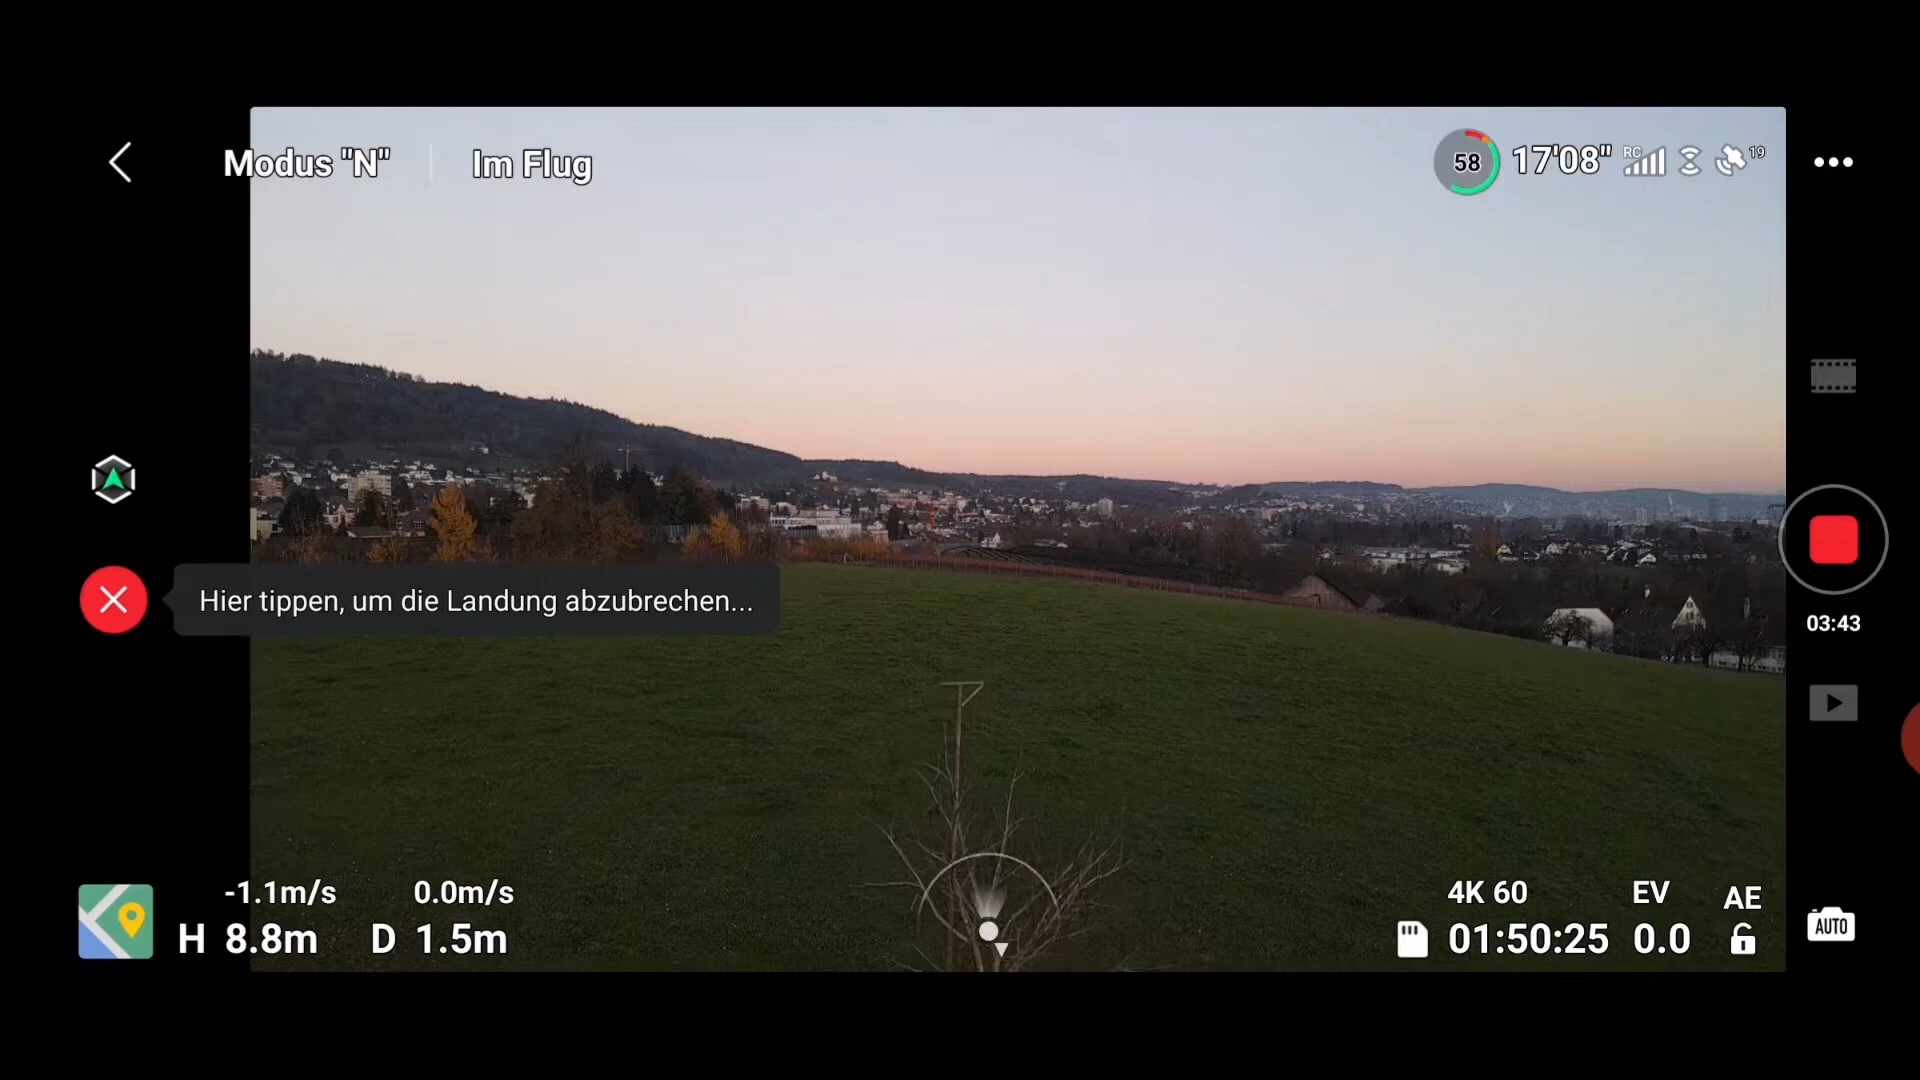 Modus "N" Im Flug
58 17'08" RC 19
Hier tippen, um die Landung abzubrechen...
03:43
-1.1m/s 0.0m/s
H 8.8m D 1.5m
4K 60 EV AE
01:50:25 0.0
AUTO